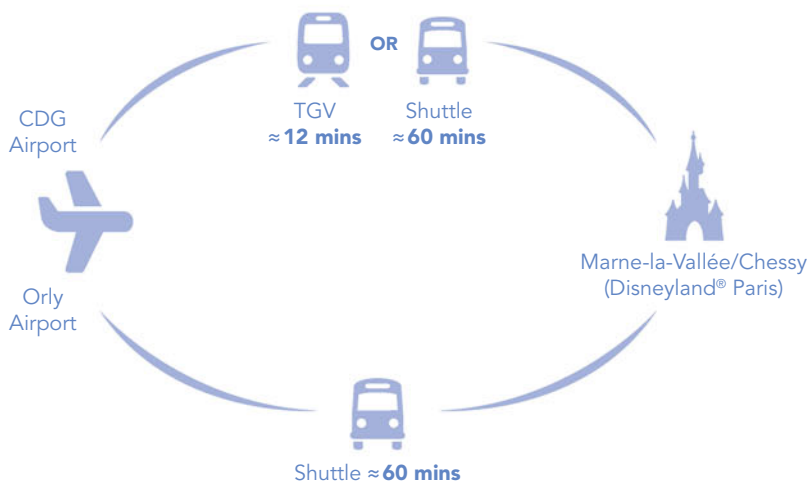 OR
TGV
≈ 12 mins
Shuttle
≈ 60 mins
CDG
Airport
Marne-la-Vallée/Chessy
(Disneyland® Paris)
Orly
Airport
Shuttle ≈ 60 mins